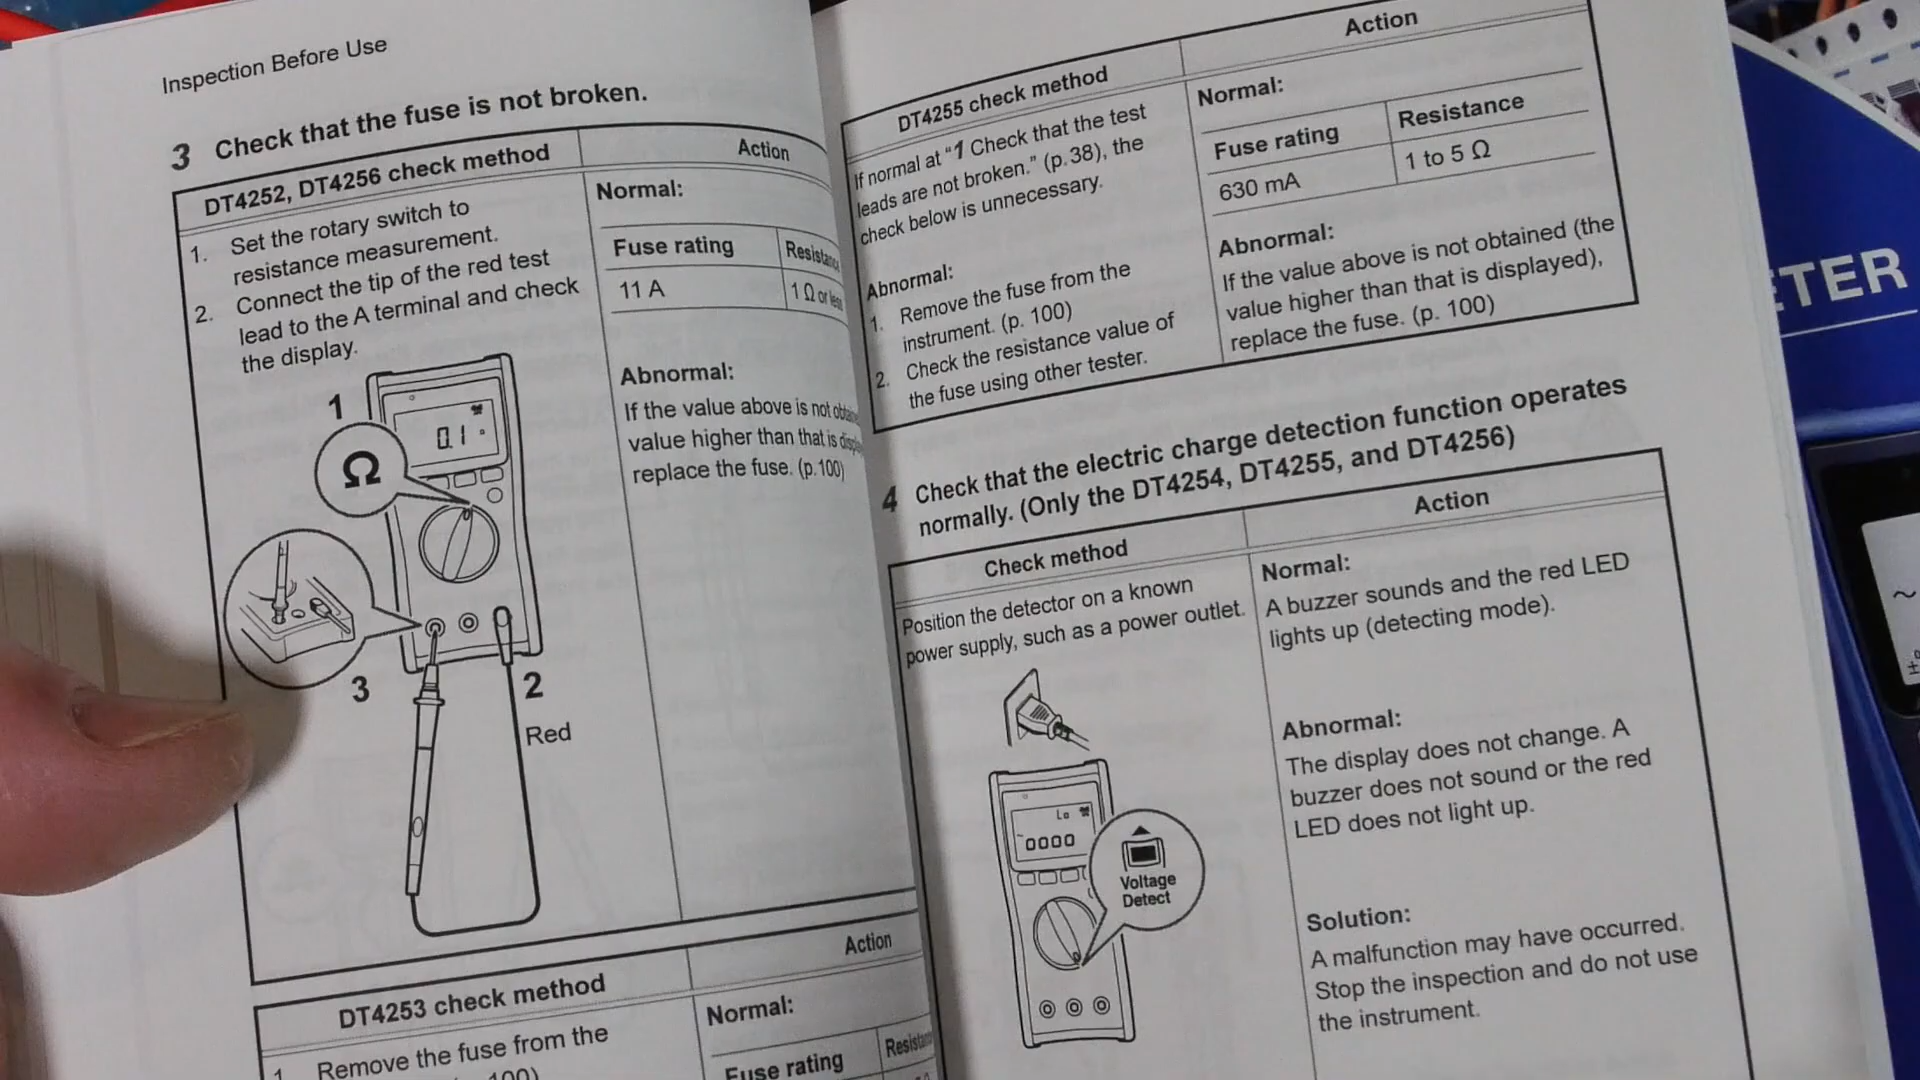 Inspection Before Use
3 Check that the fuse is not broken.
DT4252, DT4256 check method
Action
1. Set the rotary switch to
resistance measurement.
2. Connect the tip of the red test
lead to the A terminal and check
the display.
Normal:
Fuse rating
11 A
1 Ω or
Abnormal:
If the value above is not
value higher than that is
replace the fuse. (p.100)
1
Ω
0.1
3
2
Red
DT4253 check method
Action
1. Remove the fuse from the
100)
Normal:
Fuse rating
DT4255 check method
Action
If normal at “1 Check that the test
leads are not broken.” (p.38), the
check below is unnecessary.
Abnormal:
1. Remove the fuse from the
instrument. (p. 100)
2. Check the resistance value of
the fuse using other tester.
Normal:
Fuse rating Resistance
630 mA 1 to 5 Ω
Abnormal:
If the value above is not obtained (the
value higher than that is displayed),
replace the fuse. (p. 100)
4 Check that the electric charge detection function operates
normally. (Only the DT4254, DT4255, and DT4256)
Check method
Action
Position the detector on a known
power supply, such as a power outlet.
Lo
0000
Voltage
Detect
Normal:
A buzzer sounds and the red LED
lights up (detecting mode).
Abnormal:
The display does not change. A
buzzer does not sound or the red
LED does not light up.
Solution:
A malfunction may have occurred.
Stop the inspection and do not use
the instrument.
ETER
~